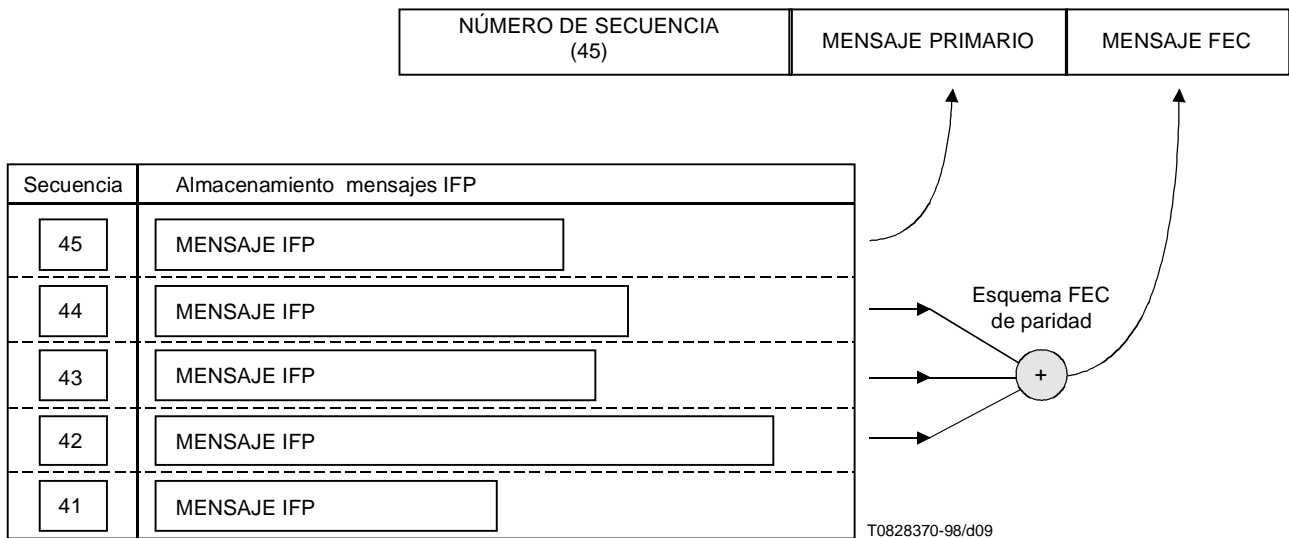 NÚMERO DE SECUENCIA
(45)
MENSAJE PRIMARIO
MENSAJE FEC
Secuencia
Almacenamiento mensajes IFP
45
MENSAJE IFP
44
MENSAJE IFP
43
MENSAJE IFP
42
MENSAJE IFP
41
MENSAJE IFP
Esquema FEC
de paridad
+
T0828370-98/d09